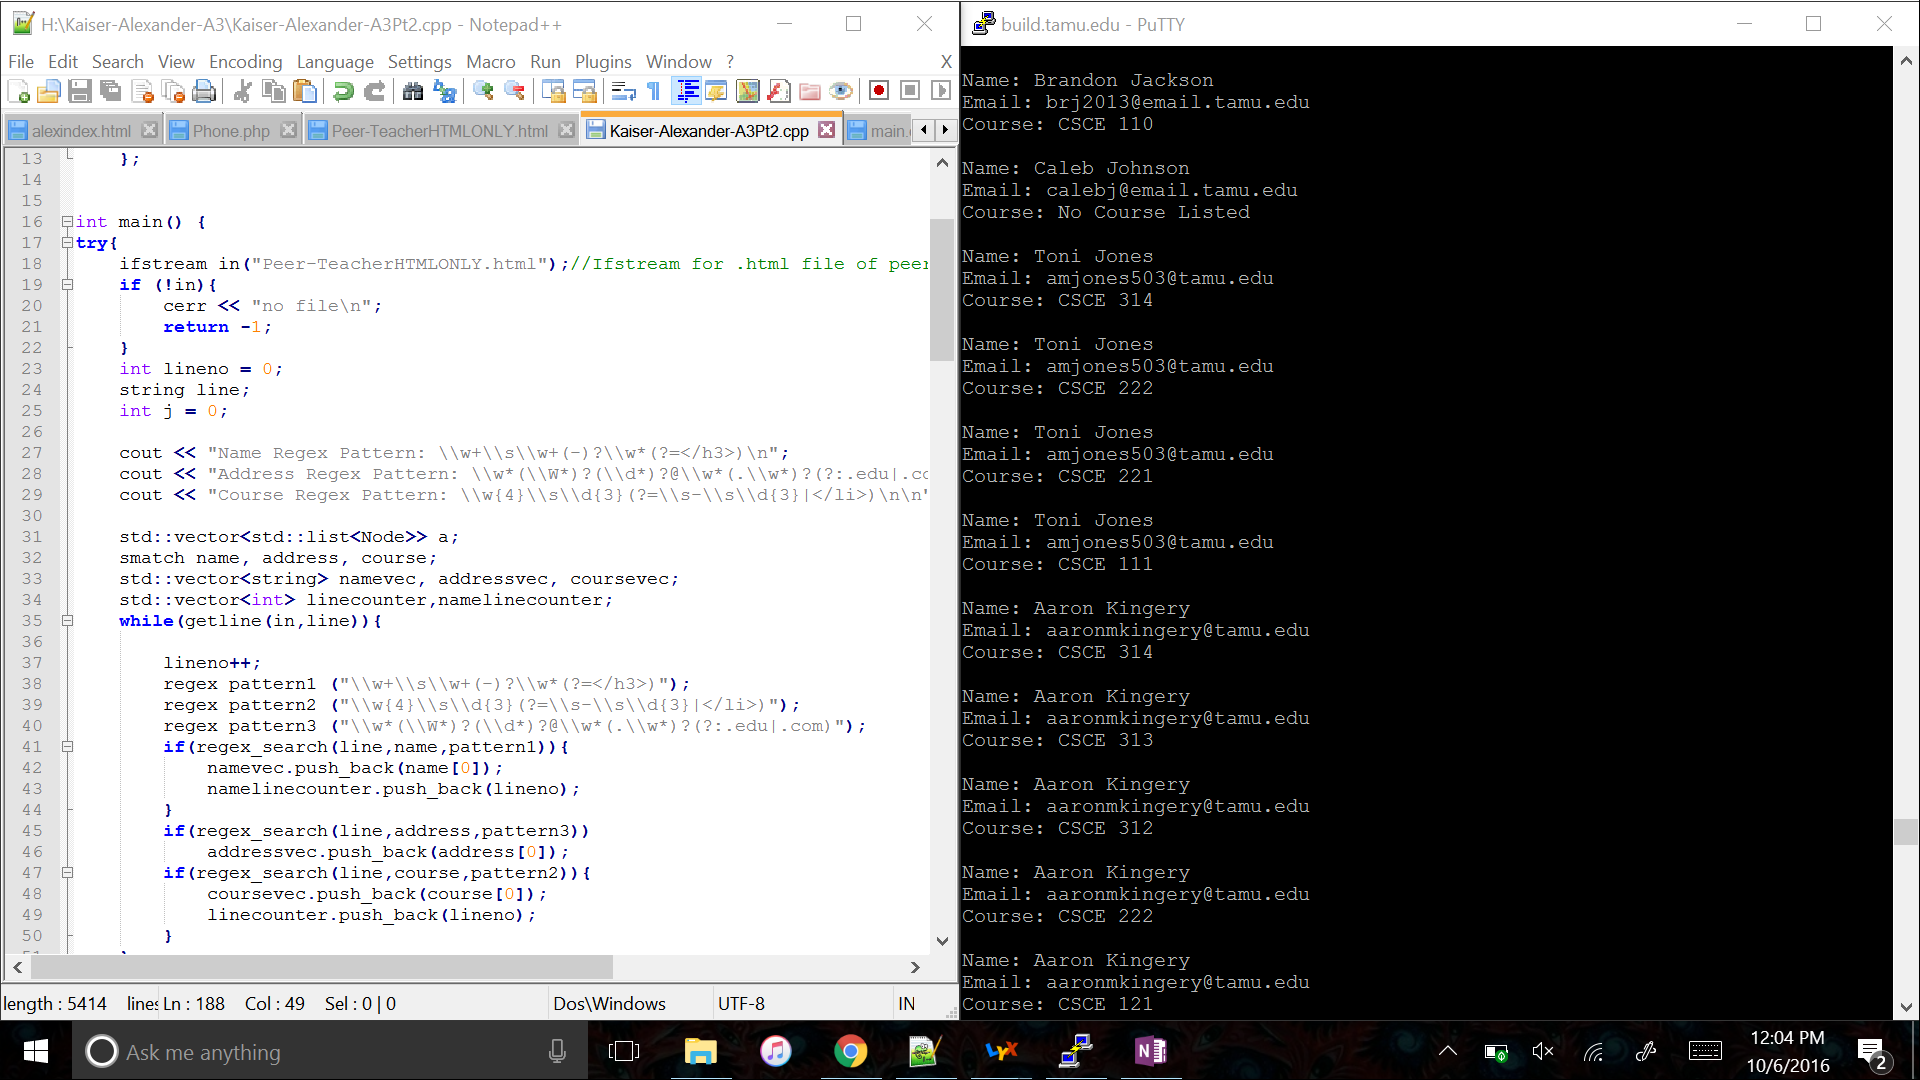 H:\Kaiser-Alexander-A3\Kaiser-Alexander-A3Pt2.cpp - Notepad++
File Edit Search View Encoding Language Settings Macro Run Plugins Window ? X
alexindex.html Phone.php Peer-TeacherHTMLONLY.html Kaiser-Alexander-A3Pt2.cpp main.
13 };
14
15
16 int main() {
17 try{
18 ifstream in("Peer-TeacherHTMLONLY.html");//Ifstream for .html file of peer
19 if (!in){
20 cerr << "no file\n";
21 return -1;
22 }
23 int lineno = 0;
24 string line;
25 int j = 0;
26
27 cout << "Name Regex Pattern: \\w+\\s\\w+(-)?\\w*(?=</h3>)\n";
28 cout << "Address Regex Pattern: \\w*(\\W*)?(\\d*)?@\\w*(.\\w*)?(?:.edu|.co
29 cout << "Course Regex Pattern: \\w{4}\\s\\d{3}(?=\\s-\\s\\d{3}|</li>)\n\n"
30
31 std::vector<std::list<Node>> a;
32 smatch name, address, course;
33 std::vector<string> namevec, addressvec, coursevec;
34 std::vector<int> linecounter,namelinecounter;
35 while(getline(in,line)){
36
37 lineno++;
38 regex pattern1 ("\\w+\\s\\w+(-)?\\w*(?=</h3>)");
39 regex pattern2 ("\\w{4}\\s\\d{3}(?=\\s-\\s\\d{3}|</li>)");
40 regex pattern3 ("\\w*(\\W*)?(\\d*)?@\\w*(.\\w*)?(?:.edu|.com)");
41 if(regex_search(line,name,pattern1)){
42 namevec.push_back(name[0]);
43 namelinecounter.push_back(lineno);
44 }
45 if(regex_search(line,address,pattern3))
46 addressvec.push_back(address[0]);
47 if(regex_search(line,course,pattern2)){
48 coursevec.push_back(course[0]);
49 linecounter.push_back(lineno);
50 }
length : 5414 lines Ln : 188 Col : 49 Sel : 0 | 0 Dos\Windows UTF-8 IN
build.tamu.edu - PuTTY
Name: Brandon Jackson
Email: brj2013@email.tamu.edu
Course: CSCE 110
Name: Caleb Johnson
Email: calebj@email.tamu.edu
Course: No Course Listed
Name: Toni Jones
Email: amjones503@tamu.edu
Course: CSCE 314
Name: Toni Jones
Email: amjones503@tamu.edu
Course: CSCE 222
Name: Toni Jones
Email: amjones503@tamu.edu
Course: CSCE 221
Name: Toni Jones
Email: amjones503@tamu.edu
Course: CSCE 111
Name: Aaron Kingery
Email: aaronmkingery@tamu.edu
Course: CSCE 314
Name: Aaron Kingery
Email: aaronmkingery@tamu.edu
Course: CSCE 313
Name: Aaron Kingery
Email: aaronmkingery@tamu.edu
Course: CSCE 312
Name: Aaron Kingery
Email: aaronmkingery@tamu.edu
Course: CSCE 222
Name: Aaron Kingery
Email: aaronmkingery@tamu.edu
Course: CSCE 121
Ask me anything
12:04 PM
10/6/2016
2